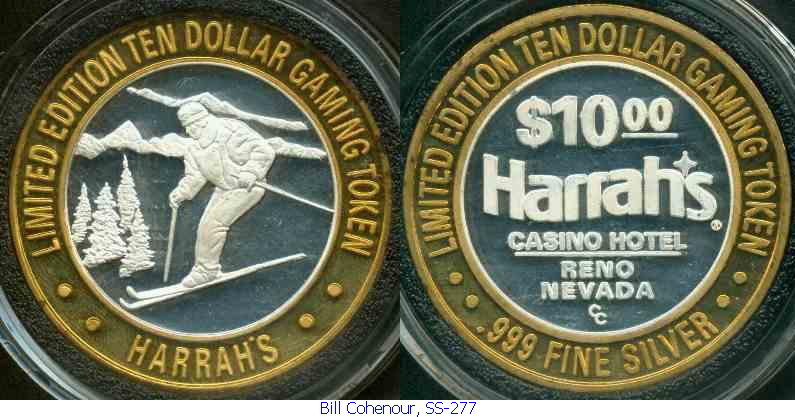 LIMITED EDITION TEN DOLLAR GAMING TOKEN
HARRAH'S
LIMITED EDITION TEN DOLLAR GAMING TOKEN
$10.00
Harrah's
CASINO HOTEL
RENO
NEVADA
CC
.999 FINE SILVER
Bill Cohenour, SS-277